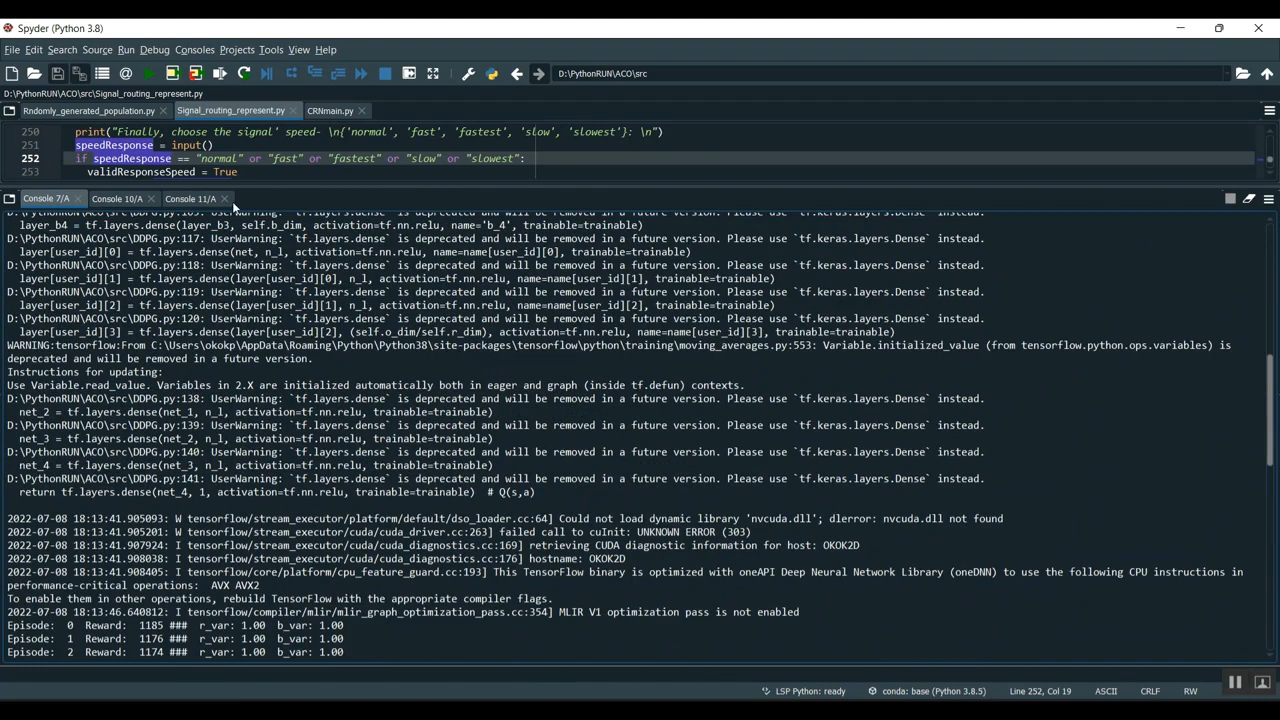 Spyder (Python 3.8)
File Edit Search Source Run Debug Consoles Projects Tools View Help
D:\PythonRUN\ACO\src
D:\PythonRUN\ACO\src\Signal_routing_represent.py
Rndomly_generated_population.py Signal_routing_represent.py CRNmain.py
250 print("Finally, choose the signal' speed- \n{'normal', 'fast', 'fastest', 'slow', 'slowest'}: \n")
251 speedResponse = input()
252 if speedResponse == "normal" or "fast" or "fastest" or "slow" or "slowest":
253 validResponseSpeed = True
Console 7/A Console 10/A Console 11/A
D:\PythonRUN\ACO\src\DDPG.py:105: UserWarning: `tf.layers.dense` is deprecated and will be removed in a future version. Please use `tf.keras.layers.Dense` instead.
layer_b4 = tf.layers.dense(layer_b3, self.b_dim, activation=tf.nn.relu, name='b_4', trainable=trainable)
D:\PythonRUN\ACO\src\DDPG.py:117: UserWarning: `tf.layers.dense` is deprecated and will be removed in a future version. Please use `tf.keras.layers.Dense` instead.
layer[user_id][0] = tf.layers.dense(net, n_l, activation=tf.nn.relu, name=name[user_id][0], trainable=trainable)
D:\PythonRUN\ACO\src\DDPG.py:118: UserWarning: `tf.layers.dense` is deprecated and will be removed in a future version. Please use `tf.keras.layers.Dense` instead.
layer[user_id][1] = tf.layers.dense(layer[user_id][0], n_l, activation=tf.nn.relu, name=name[user_id][1], trainable=trainable)
D:\PythonRUN\ACO\src\DDPG.py:119: UserWarning: `tf.layers.dense` is deprecated and will be removed in a future version. Please use `tf.keras.layers.Dense` instead.
layer[user_id][2] = tf.layers.dense(layer[user_id][1], n_l, activation=tf.nn.relu, name=name[user_id][2], trainable=trainable)
D:\PythonRUN\ACO\src\DDPG.py:120: UserWarning: `tf.layers.dense` is deprecated and will be removed in a future version. Please use `tf.keras.layers.Dense` instead.
layer[user_id][3] = tf.layers.dense(layer[user_id][2], (self.o_dim/self.r_dim), activation=tf.nn.relu, name=name[user_id][3], trainable=trainable)
WARNING:tensorflow:From C:\Users\okokp\AppData\Roaming\Python\Python38\site-packages\tensorflow\python\training\moving_averages.py:553: Variable.initialized_value (from tensorflow.python.ops.variables) is
deprecated and will be removed in a future version.
Instructions for updating:
Use Variable.read_value. Variables in 2.X are initialized automatically both in eager and graph (inside tf.defun) contexts.
D:\PythonRUN\ACO\src\DDPG.py:138: UserWarning: `tf.layers.dense` is deprecated and will be removed in a future version. Please use `tf.keras.layers.Dense` instead.
net_2 = tf.layers.dense(net_1, n_l, activation=tf.nn.relu, trainable=trainable)
D:\PythonRUN\ACO\src\DDPG.py:139: UserWarning: `tf.layers.dense` is deprecated and will be removed in a future version. Please use `tf.keras.layers.Dense` instead.
net_3 = tf.layers.dense(net_2, n_l, activation=tf.nn.relu, trainable=trainable)
D:\PythonRUN\ACO\src\DDPG.py:140: UserWarning: `tf.layers.dense` is deprecated and will be removed in a future version. Please use `tf.keras.layers.Dense` instead.
net_4 = tf.layers.dense(net_3, n_l, activation=tf.nn.relu, trainable=trainable)
D:\PythonRUN\ACO\src\DDPG.py:141: UserWarning: `tf.layers.dense` is deprecated and will be removed in a future version. Please use `tf.keras.layers.Dense` instead.
return tf.layers.dense(net_4, 1, activation=tf.nn.relu, trainable=trainable) # Q(s,a)
2022-07-08 18:13:41.905093: W tensorflow/stream_executor/platform/default/dso_loader.cc:64] Could not load dynamic library 'nvcuda.dll'; dlerror: nvcuda.dll not found
2022-07-08 18:13:41.905201: W tensorflow/stream_executor/cuda/cuda_driver.cc:263] failed call to cuInit: UNKNOWN ERROR (303)
2022-07-08 18:13:41.907924: I tensorflow/stream_executor/cuda/cuda_diagnostics.cc:169] retrieving CUDA diagnostic information for host: OKOK2D
2022-07-08 18:13:41.908038: I tensorflow/stream_executor/cuda/cuda_diagnostics.cc:176] hostname: OKOK2D
2022-07-08 18:13:41.908405: I tensorflow/core/platform/cpu_feature_guard.cc:193] This TensorFlow binary is optimized with oneAPI Deep Neural Network Library (oneDNN) to use the following CPU instructions in
performance-critical operations: AVX AVX2
To enable them in other operations, rebuild TensorFlow with the appropriate compiler flags.
2022-07-08 18:13:46.640812: I tensorflow/compiler/mlir/mlir_graph_optimization_pass.cc:354] MLIR V1 optimization pass is not enabled
Episode: 0 Reward: 1185 ### r_var: 1.00 b_var: 1.00
Episode: 1 Reward: 1176 ### r_var: 1.00 b_var: 1.00
Episode: 2 Reward: 1174 ### r_var: 1.00 b_var: 1.00
LSP Python: ready conda: base (Python 3.8.5) Line 252, Col 19 ASCII CRLF RW